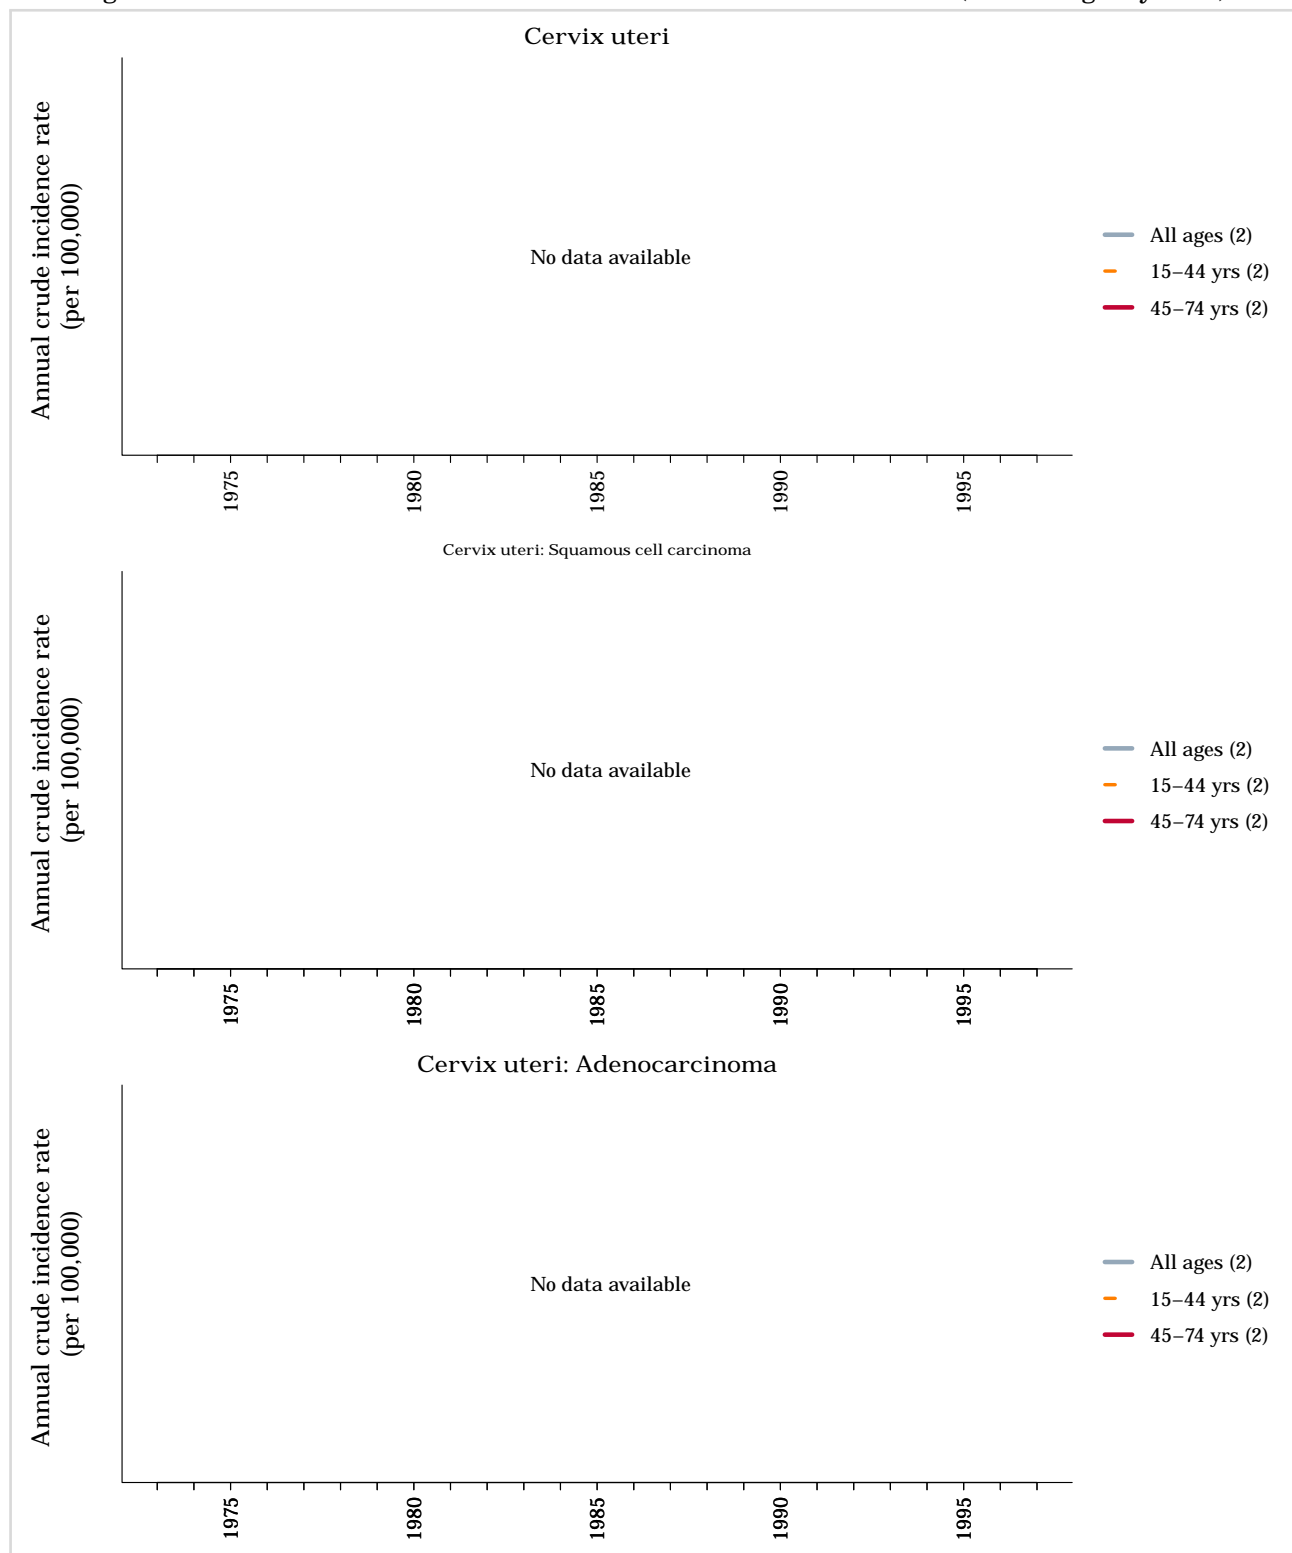 Cervix uteri
Annual crude incidence rate
(per 100,000)
No data available
All ages (2)
15–44 yrs (2)
45–74 yrs (2)
1975
1980
1985
1990
1995
Cervix uteri: Squamous cell carcinoma
Annual crude incidence rate
(per 100,000)
No data available
All ages (2)
15–44 yrs (2)
45–74 yrs (2)
1975
1980
1985
1990
1995
Cervix uteri: Adenocarcinoma
Annual crude incidence rate
(per 100,000)
No data available
All ages (2)
15–44 yrs (2)
45–74 yrs (2)
1975
1980
1985
1990
1995